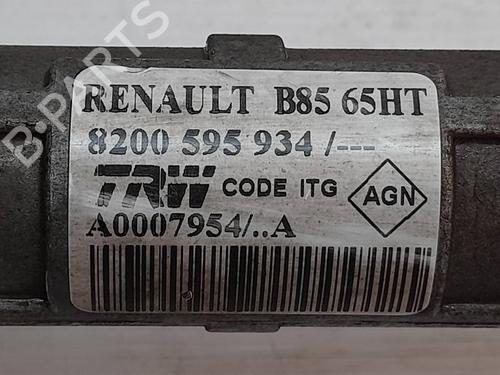 RENAULT B85 65HT
8200 595 934 /---
TRW CODE ITG AGN
A0007954/..A
B-PARTS